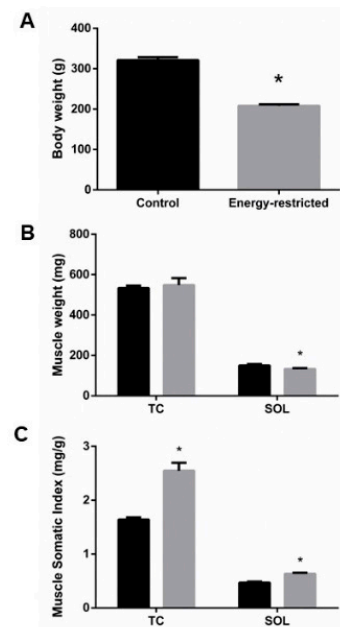 A
Body weight (g)
400
300
200
100
0
*
Control Energy-restricted
B
Muscle weight (mg)
800
600
400
200
0
*
TC SOL
C
Muscle Somatic Index (mg/g)
3
2
1
0
*
*
TC SOL